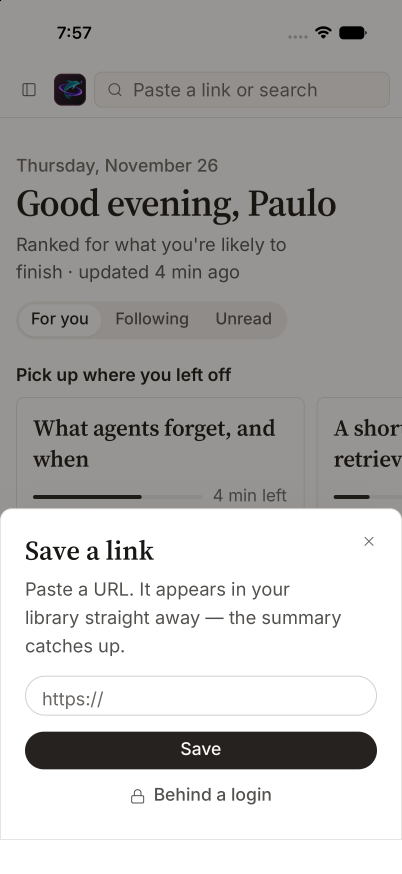 7:57
Paste a link or search
Thursday, November 26
Good evening, Paulo
Ranked for what you're likely to
finish · updated 4 min ago
For you Following Unread
Pick up where you left off
What agents forget, and
when
4 min left
A shor
retriev
Save a link
Paste a URL. It appears in your
library straight away — the summary
catches up.
https://
Save
Behind a login